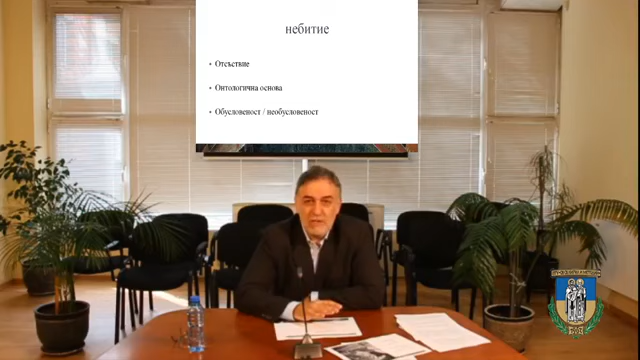 небитие
• Отсъствие
• Онтологична основа
• Обусловеност / необусловеност